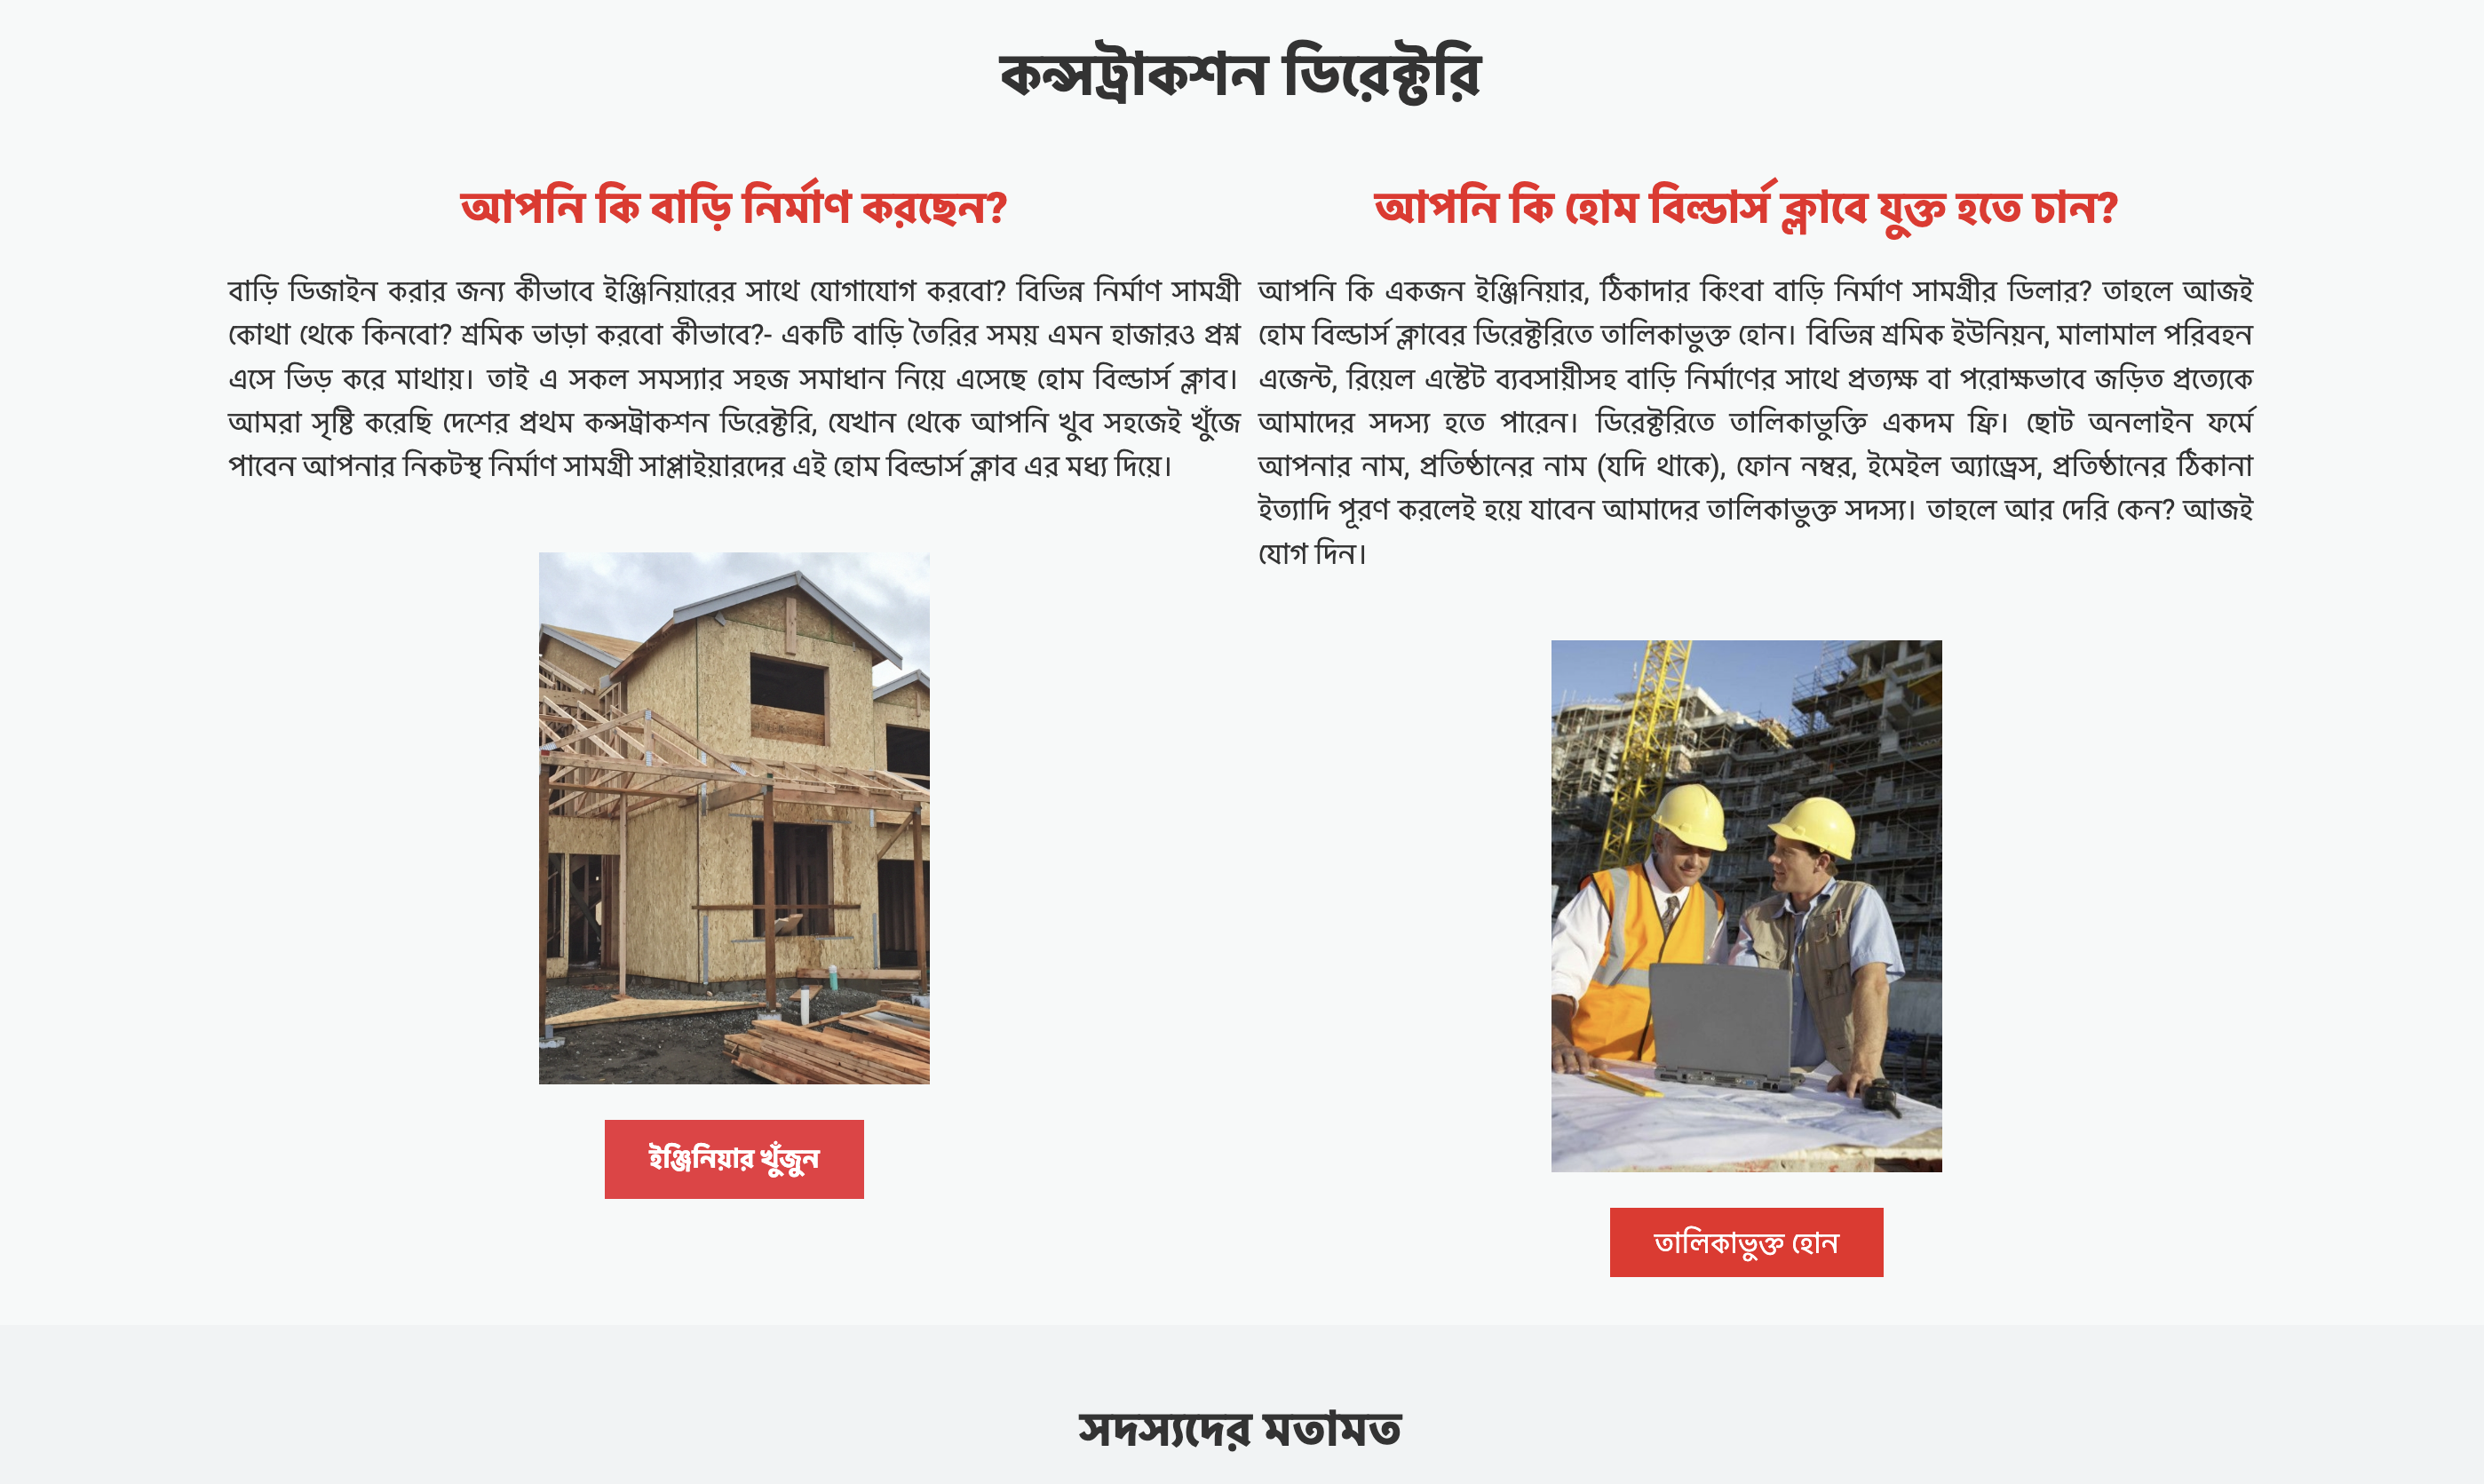 কন্সট্রাকশন ডিরেক্টরি
আপনি কি বাড়ি নির্মাণ করছেন?
বাড়ি ডিজাইন করার জন্য কীভাবে ইঞ্জিনিয়ারের সাথে যোগাযোগ করবো? বিভিন্ন নির্মাণ সামগ্রী
কোথা থেকে কিনবো? শ্রমিক ভাড়া করবো কীভাবে?- একটি বাড়ি তৈরির সময় এমন হাজারও প্রশ্ন
এসে ভিড় করে মাথায়। তাই এ সকল সমস্যার সহজ সমাধান নিয়ে এসেছে হোম বিল্ডার্স ক্লাব।
আমরা সৃষ্টি করেছি দেশের প্রথম কন্সট্রাকশন ডিরেক্টরি, যেখান থেকে আপনি খুব সহজেই খুঁজে
পাবেন আপনার নিকটস্থ নির্মাণ সামগ্রী সাপ্লাইয়ারদের এই হোম বিল্ডার্স ক্লাব এর মধ্য দিয়ে।
ইঞ্জিনিয়ার খুঁজুন
আপনি কি হোম বিল্ডার্স ক্লাবে যুক্ত হতে চান?
আপনি কি একজন ইঞ্জিনিয়ার, ঠিকাদার কিংবা বাড়ি নির্মাণ সামগ্রীর ডিলার? তাহলে আজই
হোম বিল্ডার্স ক্লাবের ডিরেক্টরিতে তালিকাভুক্ত হোন। বিভিন্ন শ্রমিক ইউনিয়ন, মালামাল পরিবহন
এজেন্ট, রিয়েল এস্টেট ব্যবসায়ীসহ বাড়ি নির্মাণের সাথে প্রত্যক্ষ বা পরোক্ষভাবে জড়িত প্রত্যেকে
আমাদের সদস্য হতে পারেন। ডিরেক্টরিতে তালিকাভুক্তি একদম ফ্রি। ছোট অনলাইন ফর্মে
আপনার নাম, প্রতিষ্ঠানের নাম (যদি থাকে), ফোন নম্বর, ইমেইল অ্যাড্রেস, প্রতিষ্ঠানের ঠিকানা
ইত্যাদি পূরণ করলেই হয়ে যাবেন আমাদের তালিকাভুক্ত সদস্য। তাহলে আর দেরি কেন? আজই
যোগ দিন।
তালিকাভুক্ত হোন
সদস্যদের মতামত